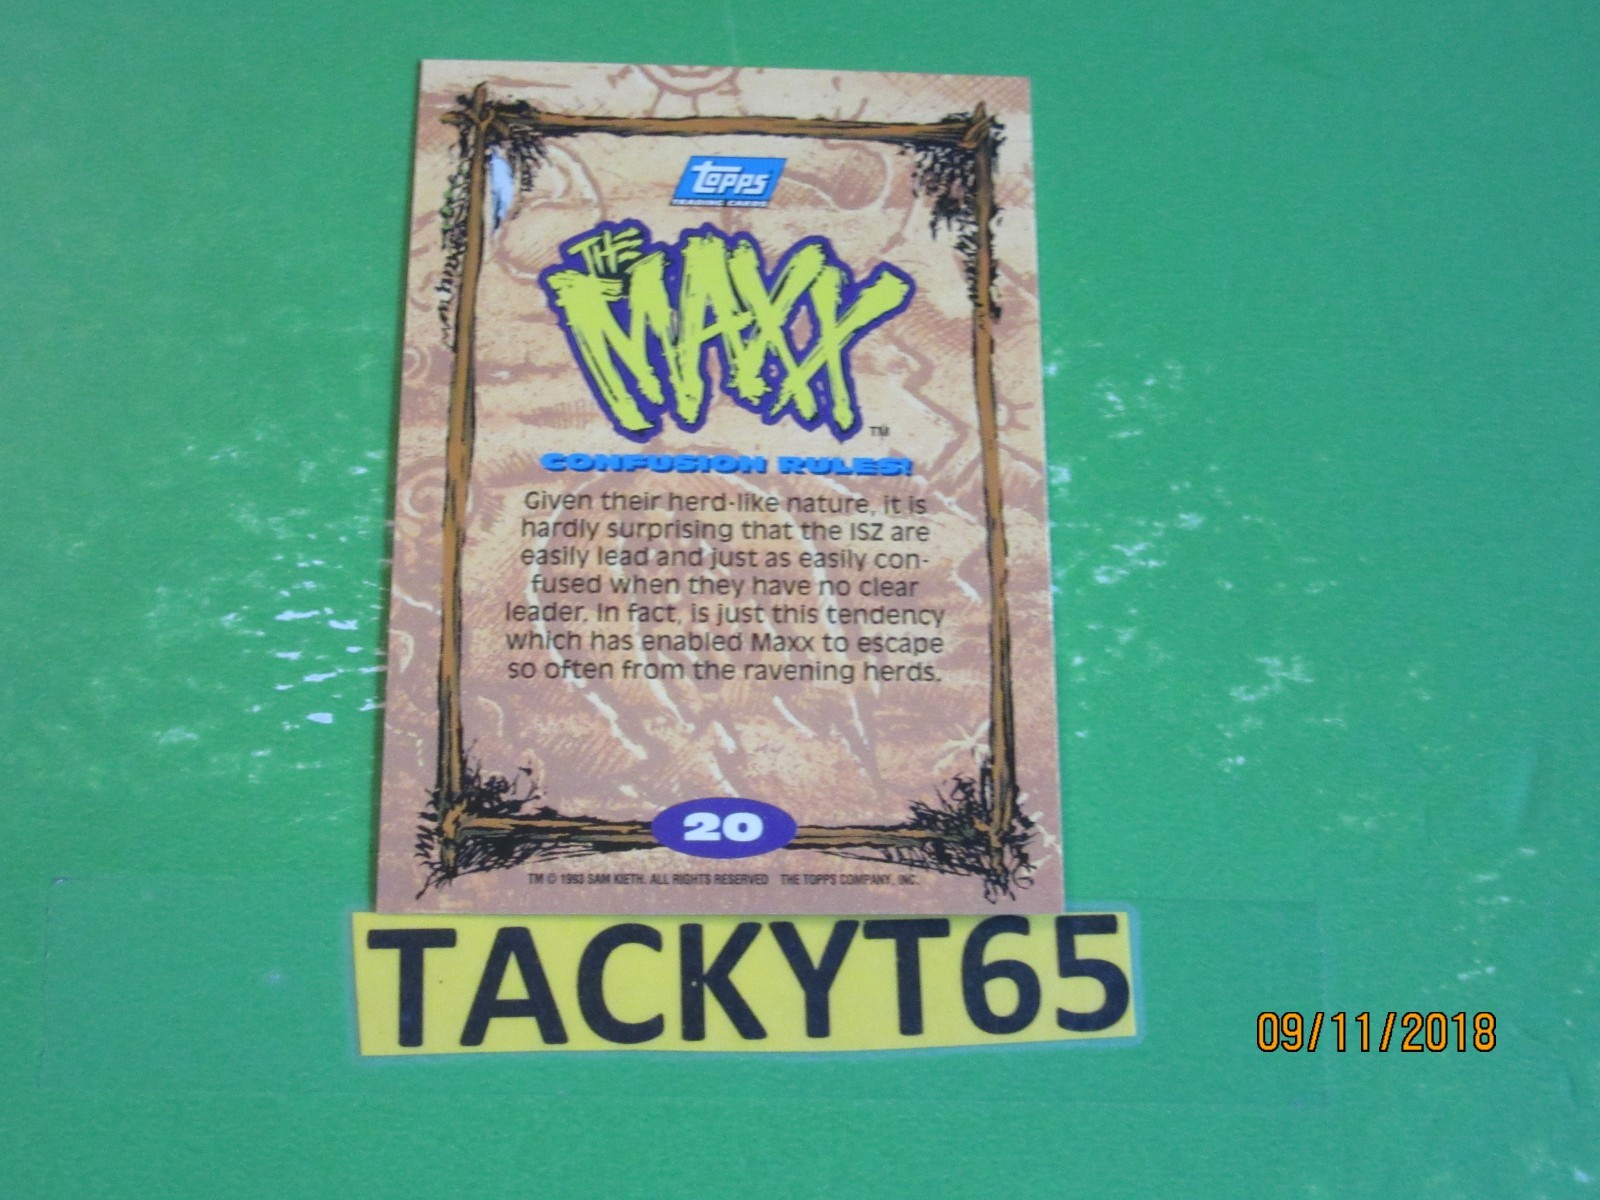 topps
TRADING CARDS
THE
MAXX
TM
CONFUSION RULES!
Given their herd-like nature, it is
hardly surprising that the ISZ are
easily lead and just as easily con-
fused when they have no clear
leader. In fact, is just this tendency
which has enabled Maxx to escape
so often from the ravening herds.
20
TM © 1993 SAM KIETH. ALL RIGHTS RESERVED THE TOPPS COMPANY, INC.
TACKYT65
09/11/2018